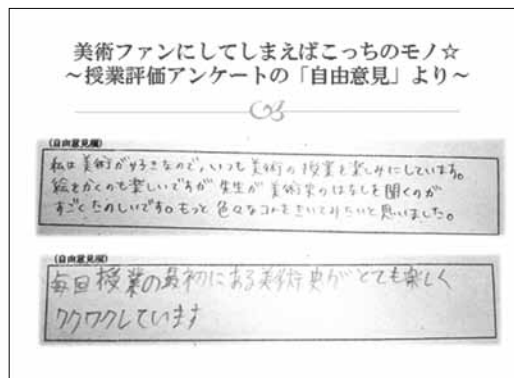 美術ファンにしてしまえばこっちのモノ☆
～授業評価アンケートの「自由意見」より～
(自由意見欄)
私は美術が好きなので、いつも美術の授業を楽しみにしています。
絵をかくのも楽しいですが先生が美術史のはなしを聞くのが
すごくたのしいです。もっと色々なコトをきいてみたいと思いました。
(自由意見欄)
毎回授業の最初にある美術史がとても楽しく
ワクワクしています